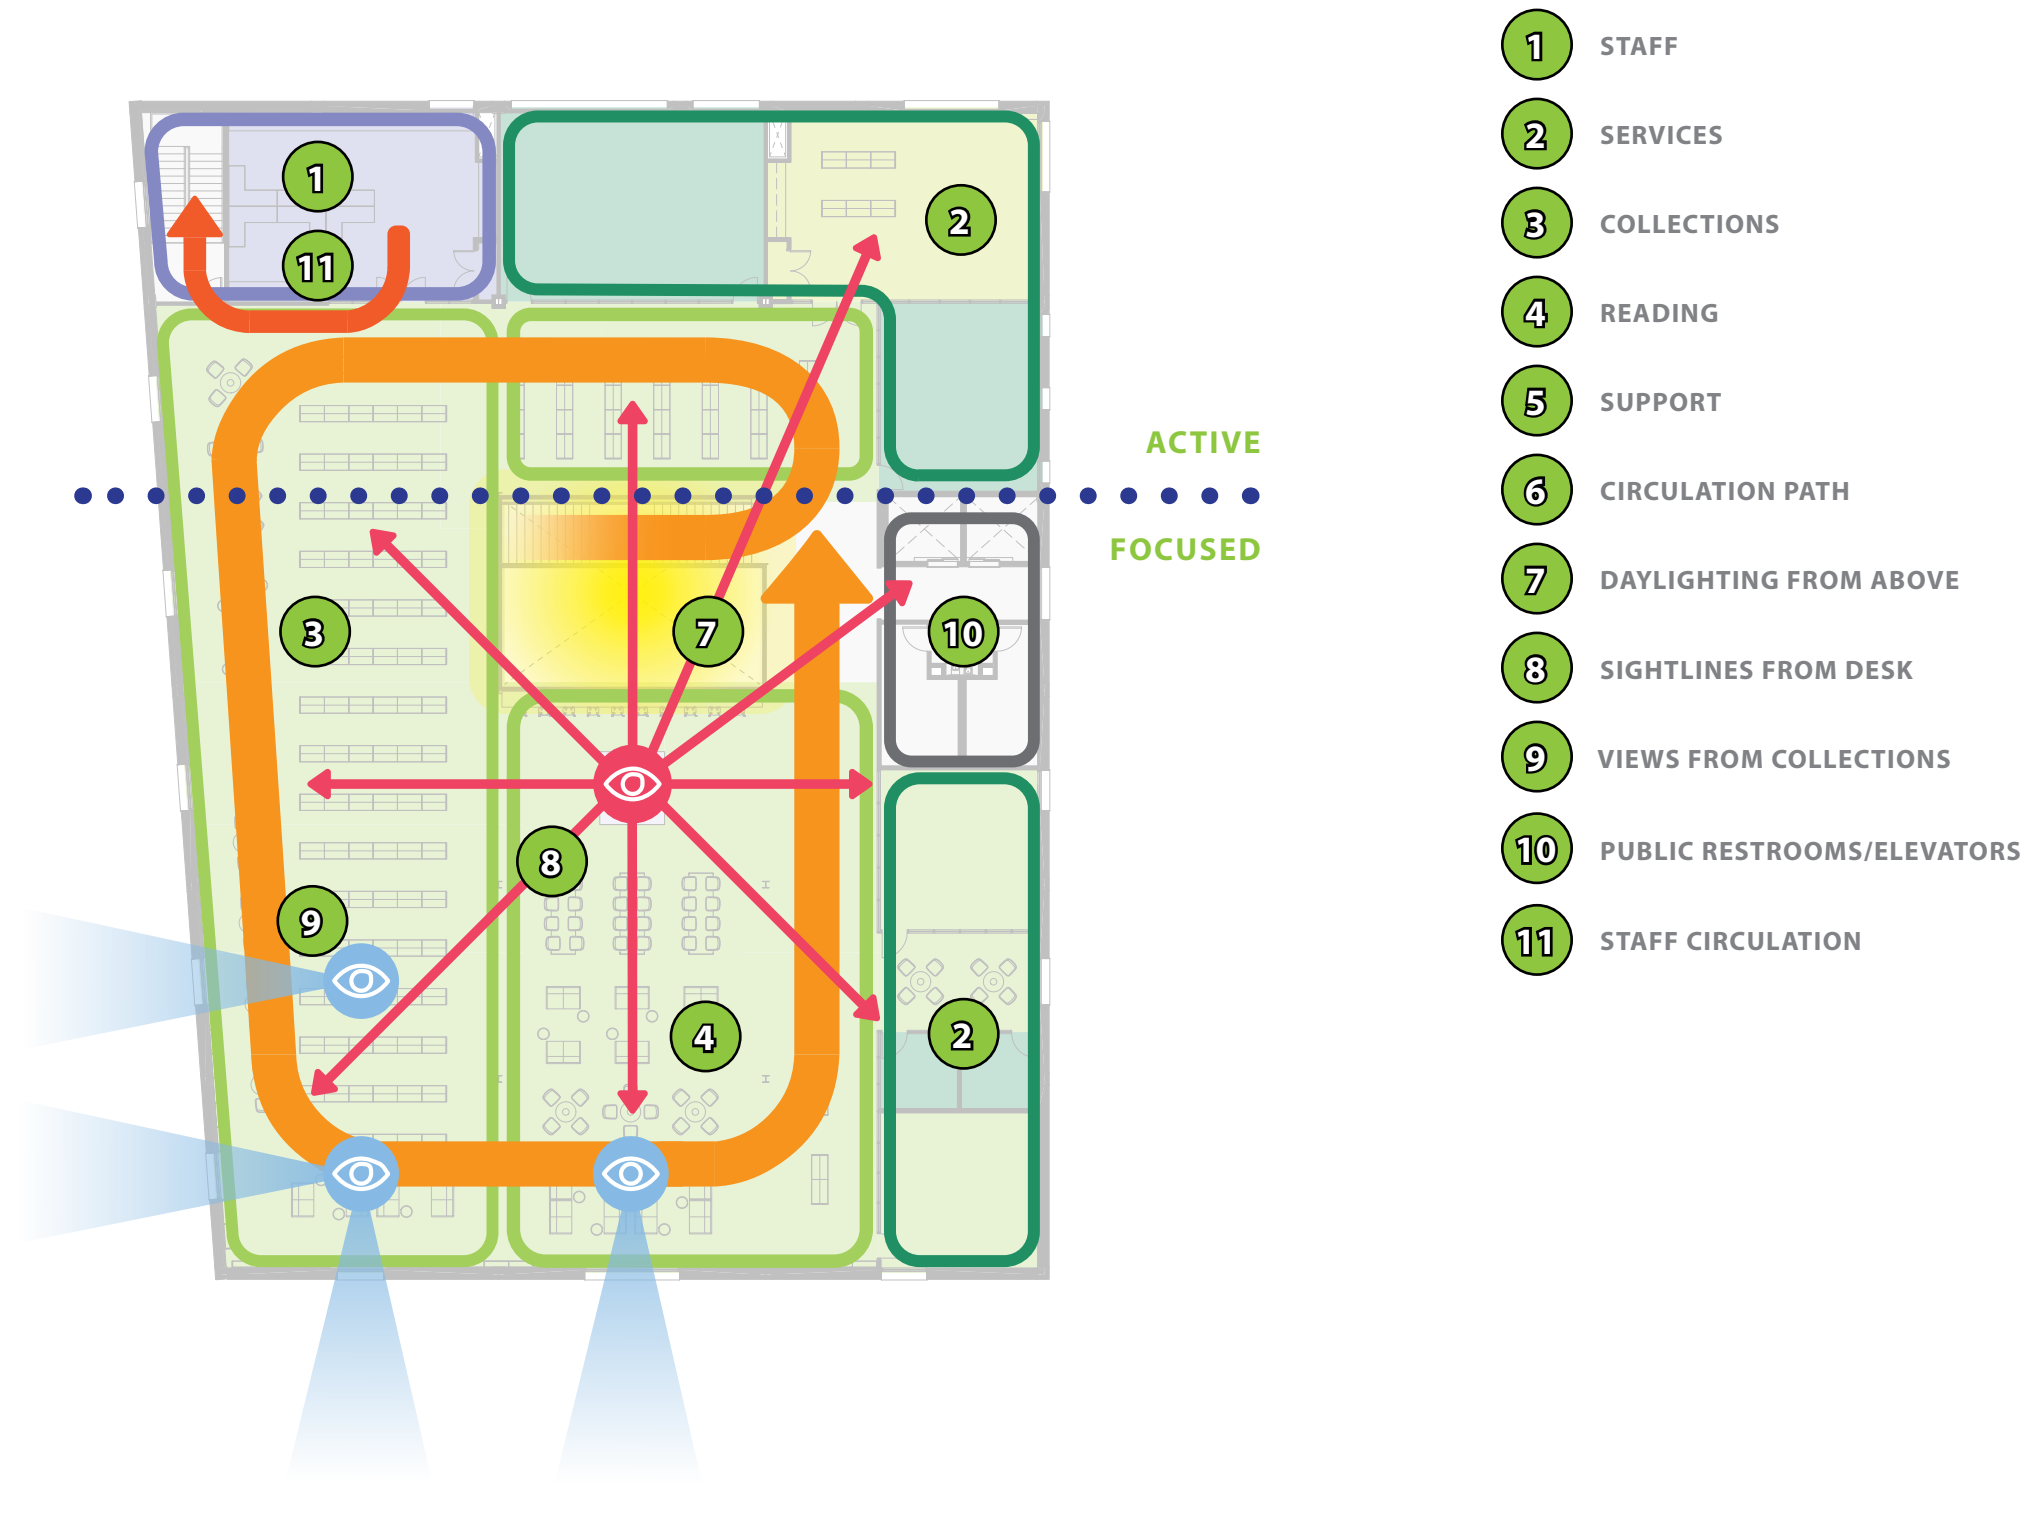 1
11
2
ACTIVE
FOCUSED
3
7
10
8
9
4
2
1 STAFF
2 SERVICES
3 COLLECTIONS
4 READING
5 SUPPORT
6 CIRCULATION PATH
7 DAYLIGHTING FROM ABOVE
8 SIGHTLINES FROM DESK
9 VIEWS FROM COLLECTIONS
10 PUBLIC RESTROOMS/ELEVATORS
11 STAFF CIRCULATION